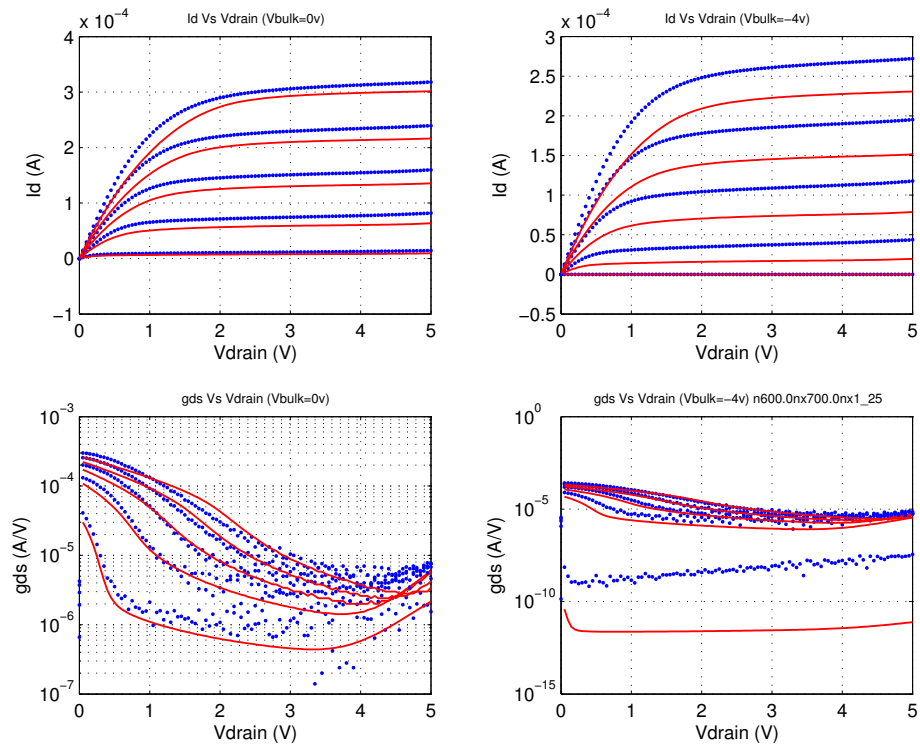 Id Vs Vdrain (Vbulk=0v)
x 10⁻⁴
Id (A)
4
3
2
1
0
−1
0 1 2 3 4 5
Vdrain (V)
Id Vs Vdrain (Vbulk=−4v)
x 10⁻⁴
Id (A)
3
2.5
2
1.5
1
0.5
0
−0.5
0 1 2 3 4 5
Vdrain (V)
gds Vs Vdrain (Vbulk=0v)
gds (A/V)
10⁻³
10⁻⁴
10⁻⁵
10⁻⁶
10⁻⁷
0 1 2 3 4 5
Vdrain (V)
gds Vs Vdrain (Vbulk=−4v) n600.0nx700.0nx1_25
gds (A/V)
10⁰
10⁻⁵
10⁻¹⁰
10⁻¹⁵
0 1 2 3 4 5
Vdrain (V)